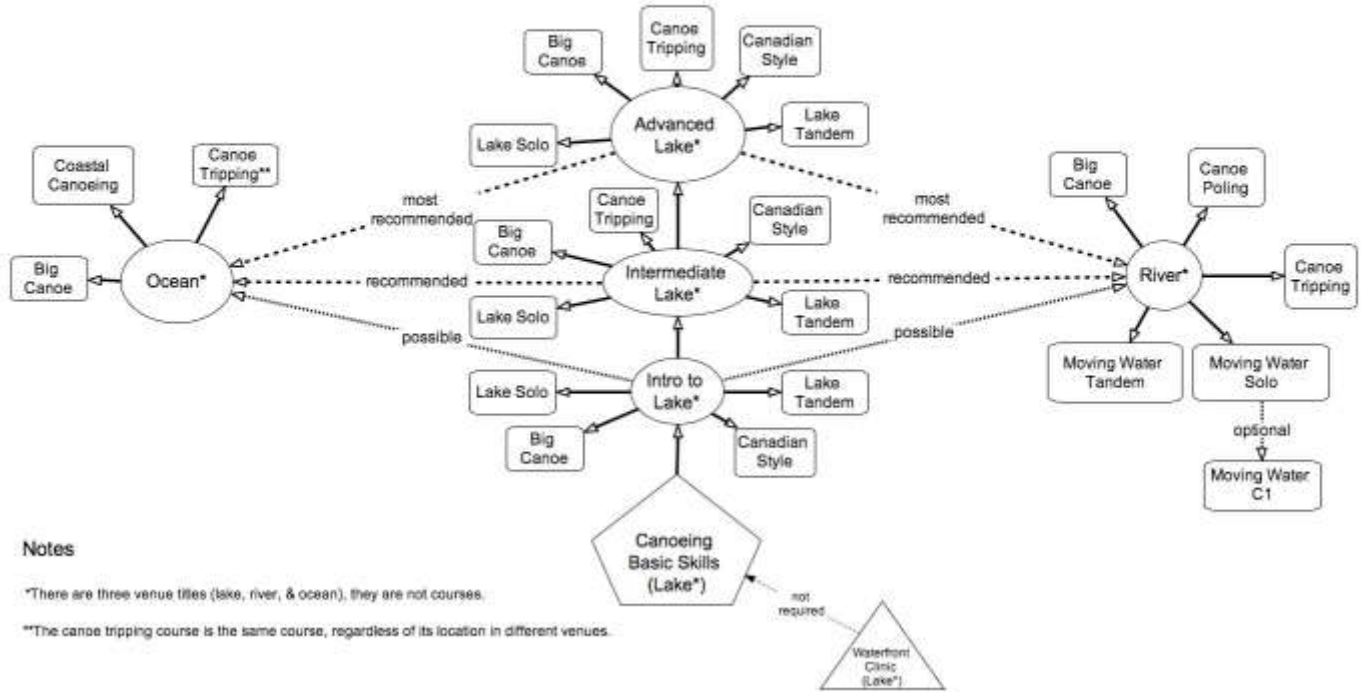 Big
Canoe
Canoe
Tripping
Canadian
Style
Advanced
Lake*
Lake Solo
Lake
Tandem
Coastal
Canoeing
Canoe
Tripping**
Big
Canoe
Ocean*
most
recommended
most
recommended
Big
Canoe
Canoe
Poling
River*
Canoe
Tripping
Moving Water
Tandem
Moving Water
Solo
optional
Moving Water
C1
Canoe
Tripping
Canadian
Style
Big
Canoe
Intermediate
Lake*
recommended
recommended
Lake Solo
Lake
Tandem
possible
possible
Intro to
Lake*
Lake Solo
Lake
Tandem
Big
Canoe
Canadian
Style
Canoeing
Basic Skills
(Lake*)
not
required
Waterfront
Clinic
(Lake*)
Notes
*There are three venue titles (lake, river, & ocean), they are not courses.
**The canoe tripping course is the same course, regardless of its location in different venues.